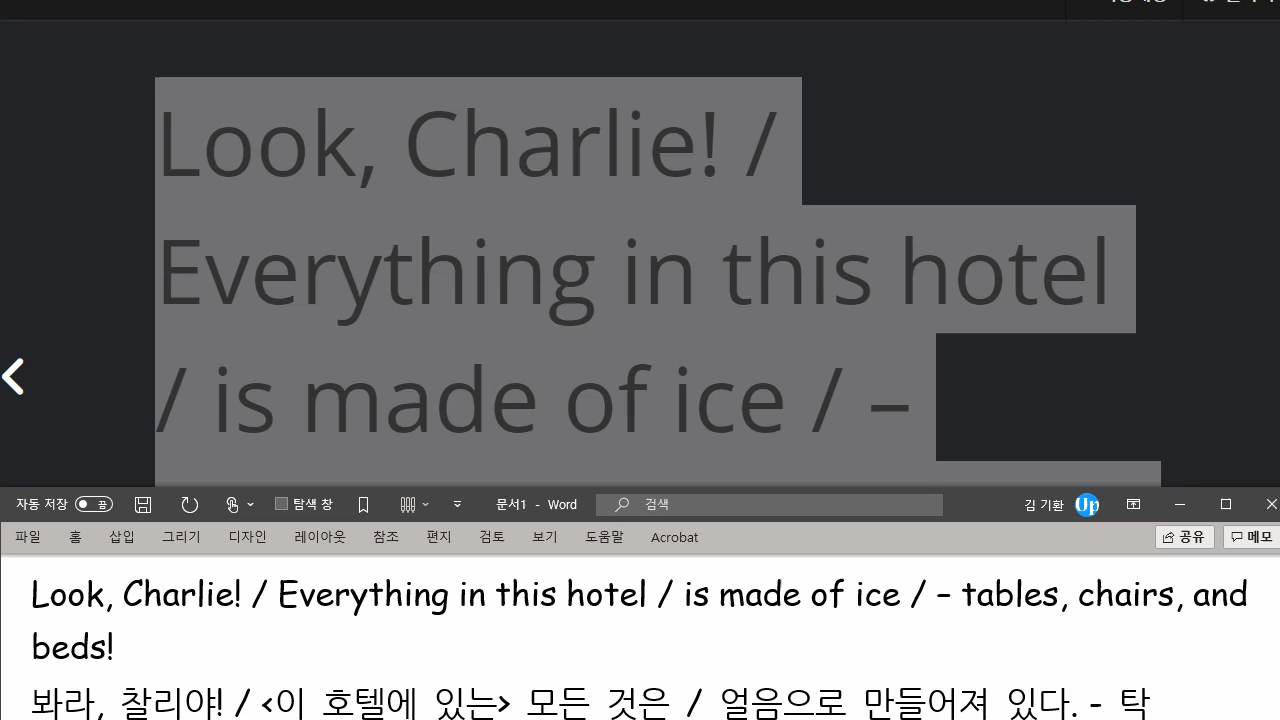 Look, Charlie! /
Everything in this hotel
/ is made of ice / –
자동 저장 끔 탐색 창 문서1 - Word 검색 김 기환 Up
파일 홈 삽입 그리기 디자인 레이아웃 참조 편지 검토 보기 도움말 Acrobat 공유 메모
Look, Charlie! / Everything in this hotel / is made of ice / – tables, chairs, and
beds!
봐라, 찰리야! / <이 호텔에 있는> 모든 것은 / 얼음으로 만들어져 있다. - 탁